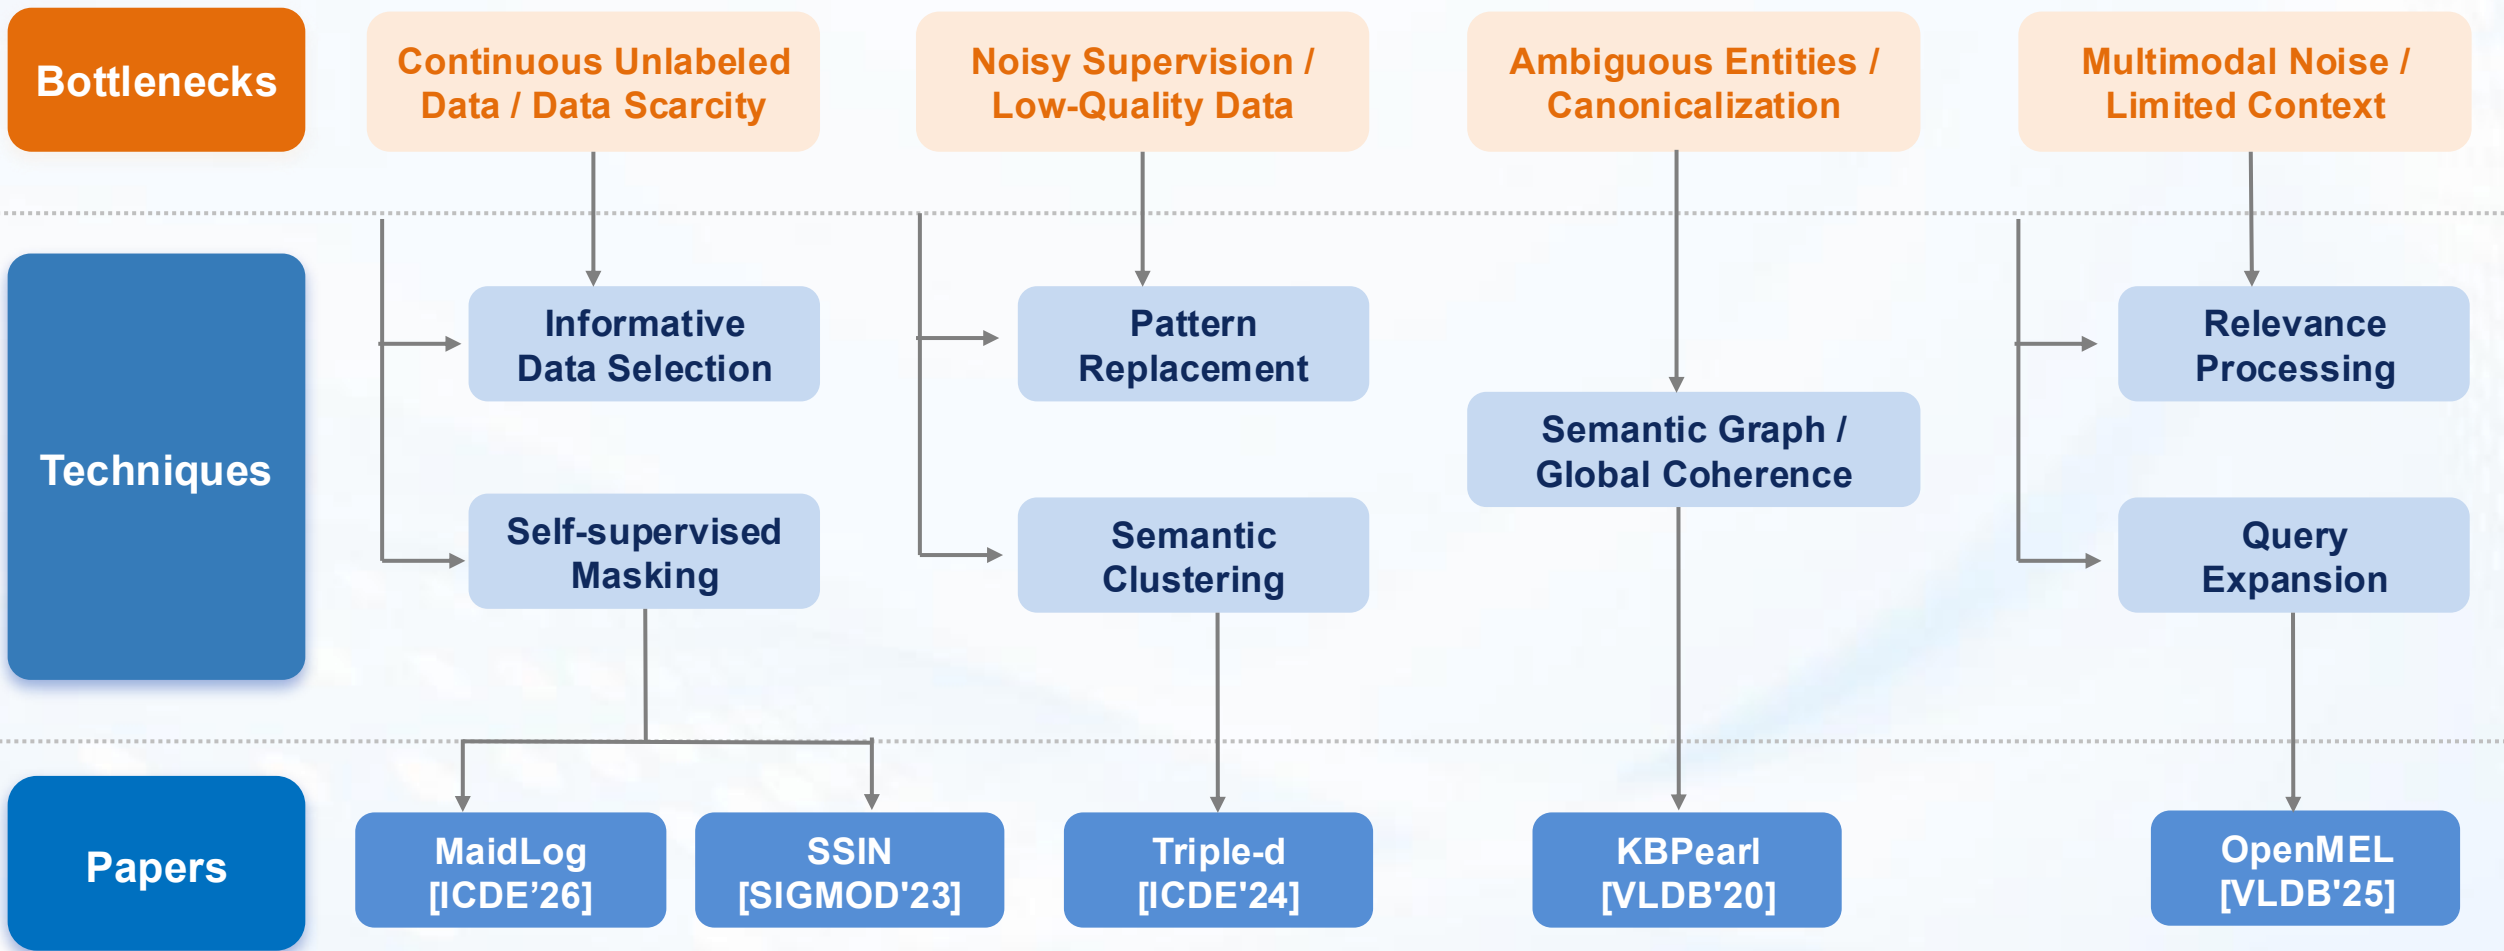 Bottlenecks
Continuous Unlabeled
Data / Data Scarcity
Noisy Supervision /
Low-Quality Data
Ambiguous Entities /
Canonicalization
Multimodal Noise /
Limited Context
Techniques
Informative
Data Selection
Self-supervised
Masking
Pattern
Replacement
Semantic
Clustering
Semantic Graph /
Global Coherence
Relevance
Processing
Query
Expansion
Papers
MaidLog
[ICDE’26]
SSIN
[SIGMOD'23]
Triple-d
[ICDE'24]
KBPearl
[VLDB'20]
OpenMEL
[VLDB'25]